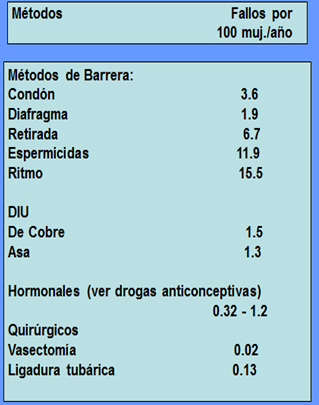 Métodos Fallos por
100 muj./año
Métodos de Barrera:
Condón 3.6
Diafragma 1.9
Retirada 6.7
Espermicidas 11.9
Ritmo 15.5
DIU
De Cobre 1.5
Asa 1.3
Hormonales (ver drogas anticonceptivas)
0.32 - 1.2
Quirúrgicos
Vasectomía 0.02
Ligadura tubárica 0.13